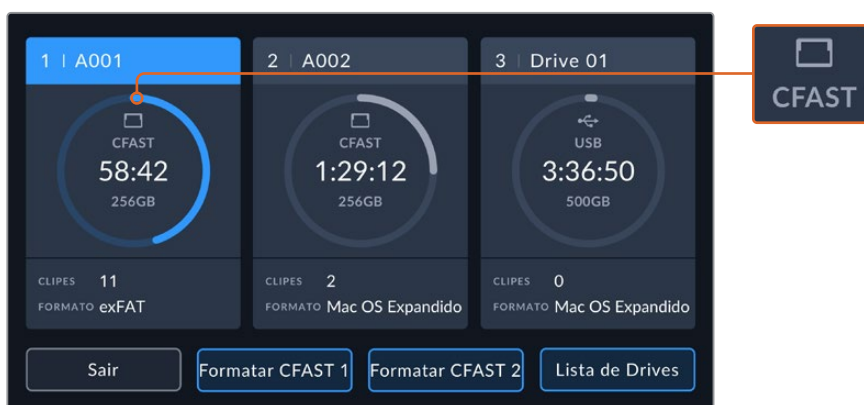 1 | A001
CFAST
58:42
256GB
CLIPES 11
FORMATO exFAT
2 | A002
CFAST
1:29:12
256GB
CLIPES 2
FORMATO Mac OS Expandido
3 | Drive 01
USB
3:36:50
500GB
CLIPES 0
FORMATO Mac OS Expandido
CFAST
Sair
Formatar CFAST 1
Formatar CFAST 2
Lista de Drives